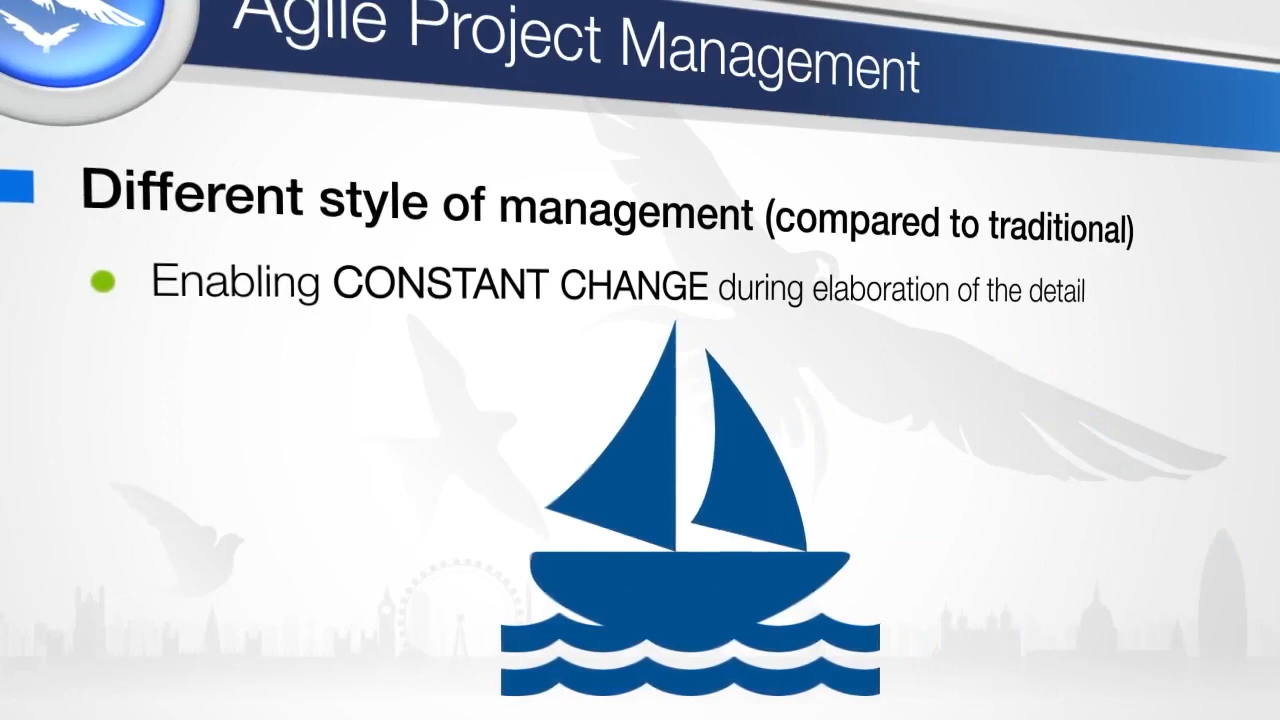 Agile Project Management
Different style of management (compared to traditional)
Enabling CONSTANT CHANGE during elaboration of the detail